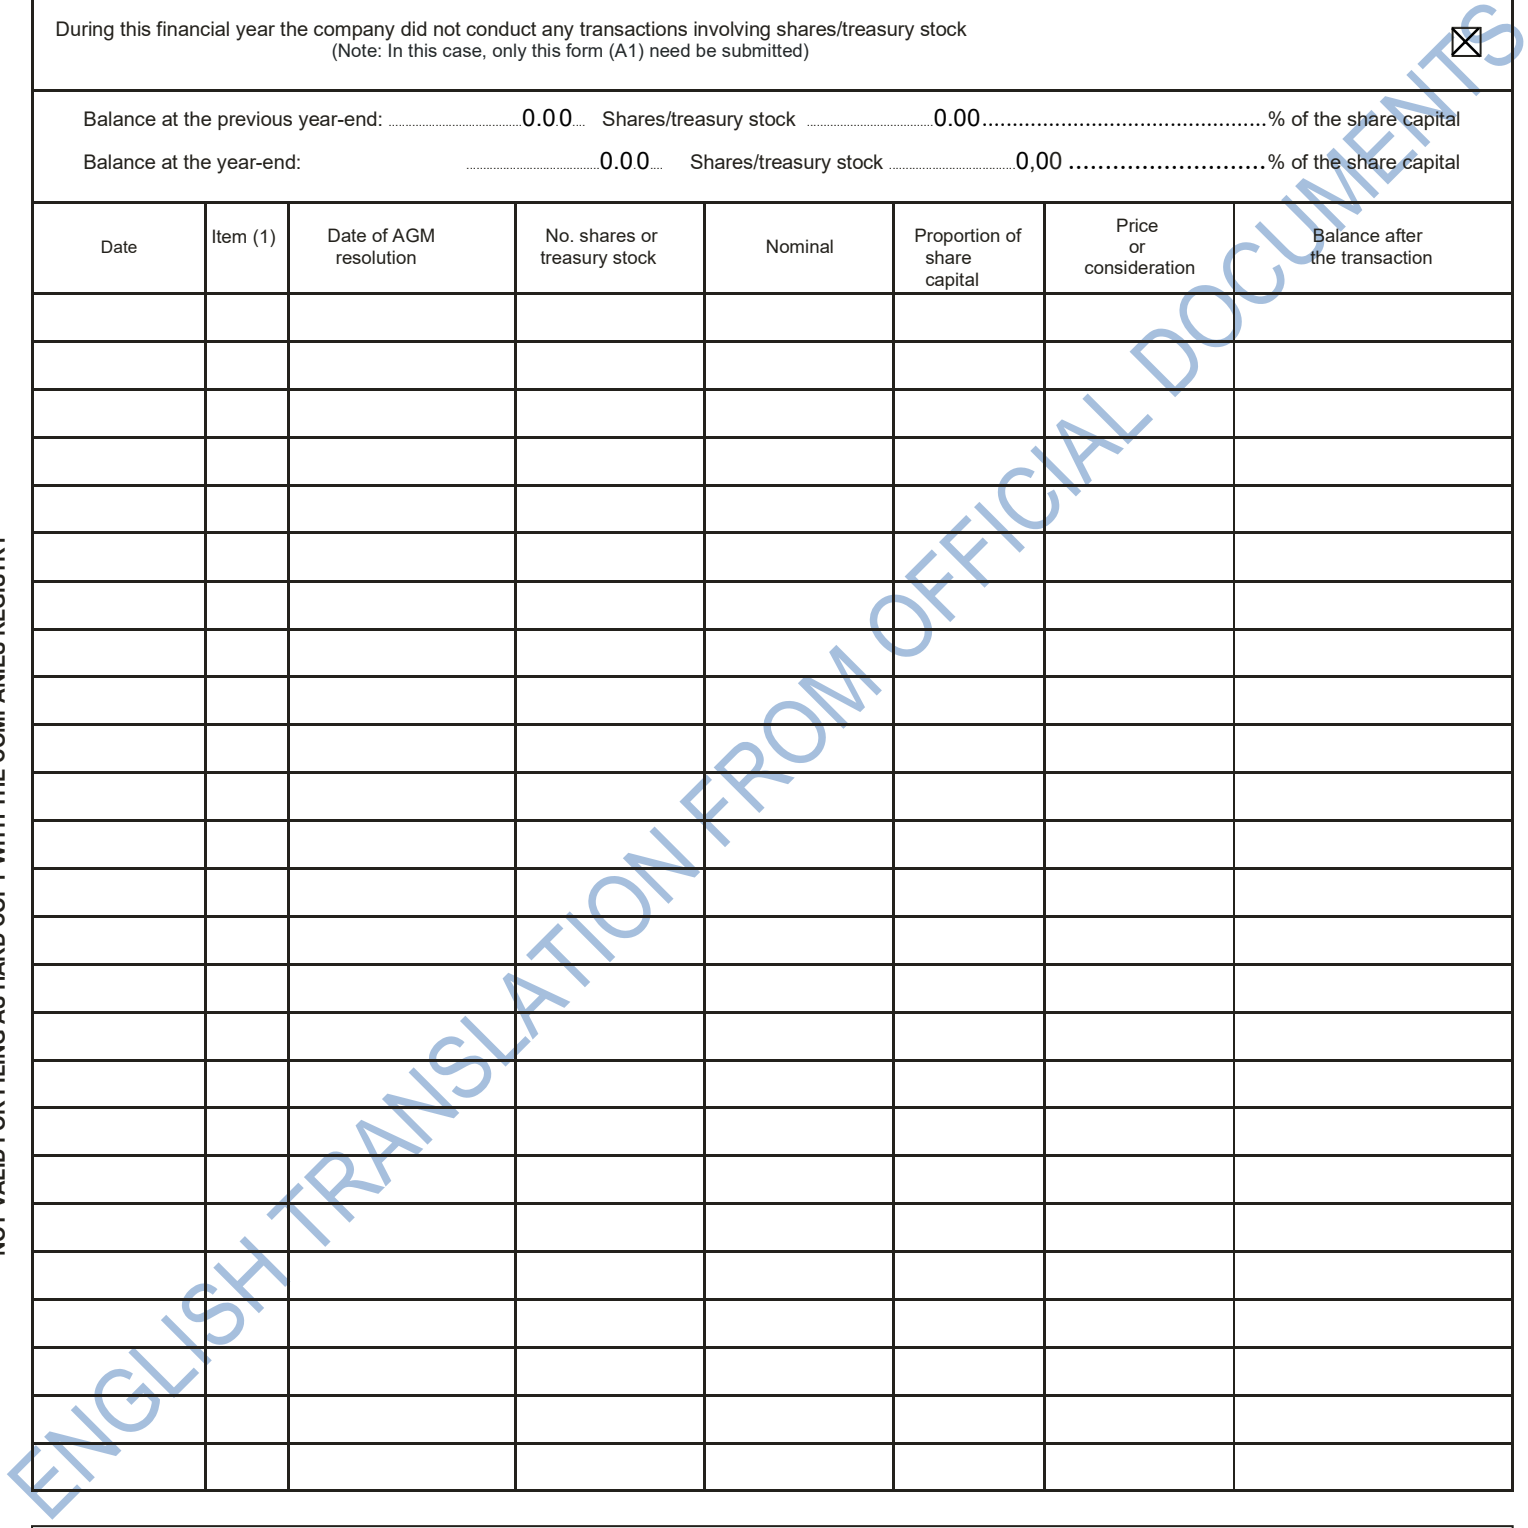 During this financial year the company did not conduct any transactions involving shares/treasury stock
(Note: In this case, only this form (A1) need be submitted)
Balance at the previous year-end: 0.00 Shares/treasury stock 0.00 % of the share capital
Balance at the year-end: 0.00 Shares/treasury stock 0,00 % of the share capital
Date
Item (1)
Date of AGM
resolution
No. shares or
treasury stock
Nominal
Proportion of
share
capital
Price
or
consideration
Balance after
the transaction
ENGLISH TRANSLATION FROM OFFICIAL DOCUMENTS